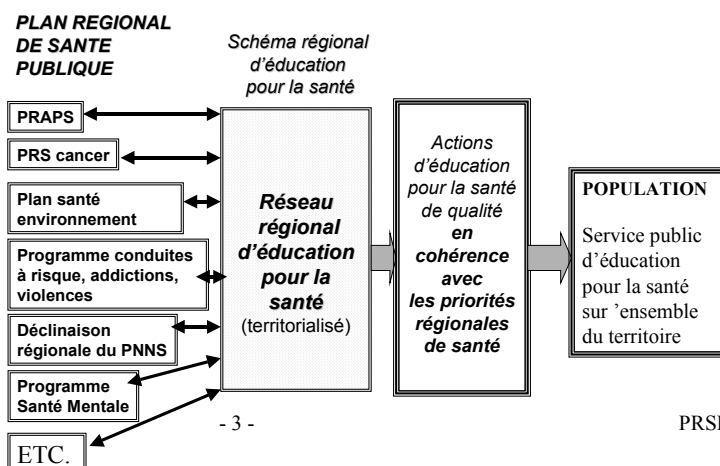 PLAN REGIONAL
DE SANTE
PUBLIQUE
Schéma régional
d'éducation
pour la santé
PRAPS
PRS cancer
Plan santé
environnement
Programme conduites
à risque, addictions,
violences
Déclinaison
régionale du PNNS
Programme
Santé Mentale
ETC.
Réseau
régional
d'éducation
pour la
santé
(territorialisé)
Actions
d'éducation
pour la santé
de qualité
en
cohérence
avec
les priorités
régionales
de santé
POPULATION
Service public
d'éducation
pour la santé
sur 'ensemble
du territoire
- 3 -